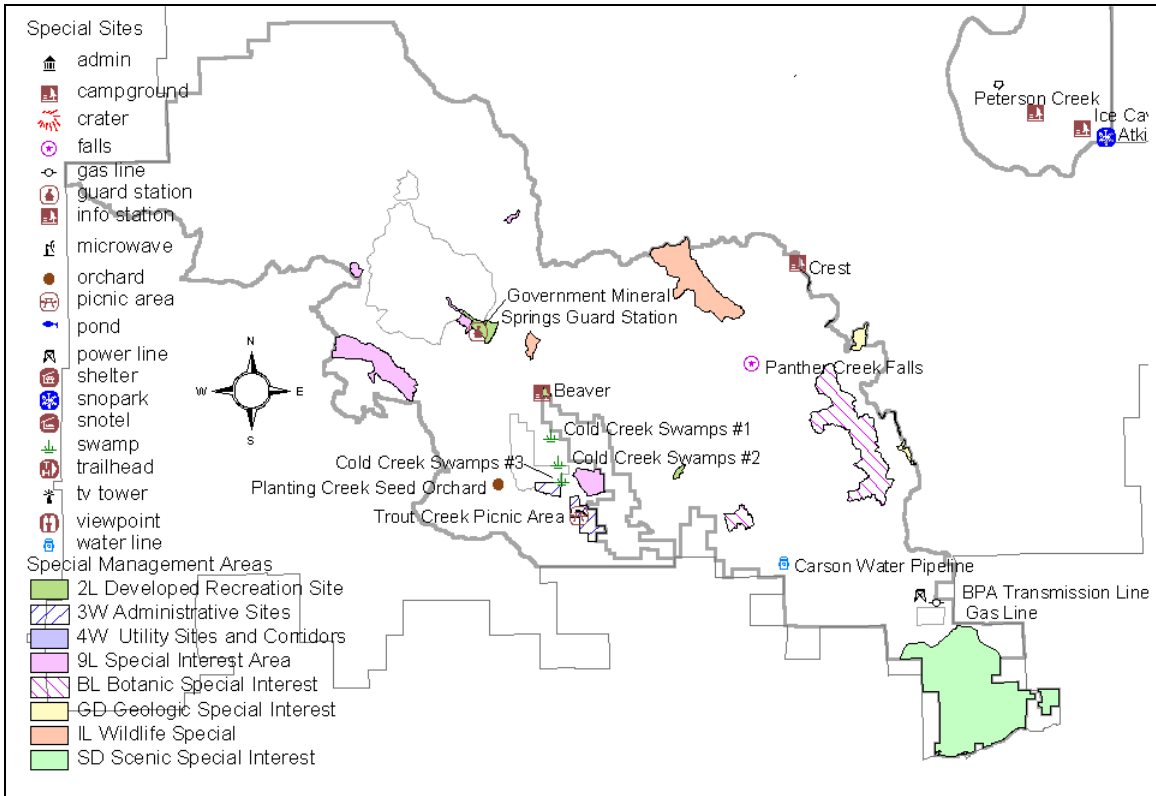 Special Sites
admin
campground
crater
falls
gas line
guard station
info station
microwave
orchard
picnic area
pond
power line
shelter
snopark
snotel
swamp
trailhead
tv tower
viewpoint
water line
Special Management Areas
2L Developed Recreation Site
3W Administrative Sites
4W Utility Sites and Corridors
9L Special Interest Area
BL Botanic Special Interest
GD Geologic Special Interest
IL Wildlife Special
SD Scenic Special Interest
N
W
E
S
Peterson Creek
Ice Cav
Atki
Crest
Government Mineral
Springs Guard Station
Panther Creek Falls
Beaver
Cold Creek Swamps #1
Cold Creek Swamps #2
Cold Creek Swamps #3
Planting Creek Seed Orchard
Trout Creek Picnic Area
Carson Water Pipeline
BPA Transmission Line
Gas Line